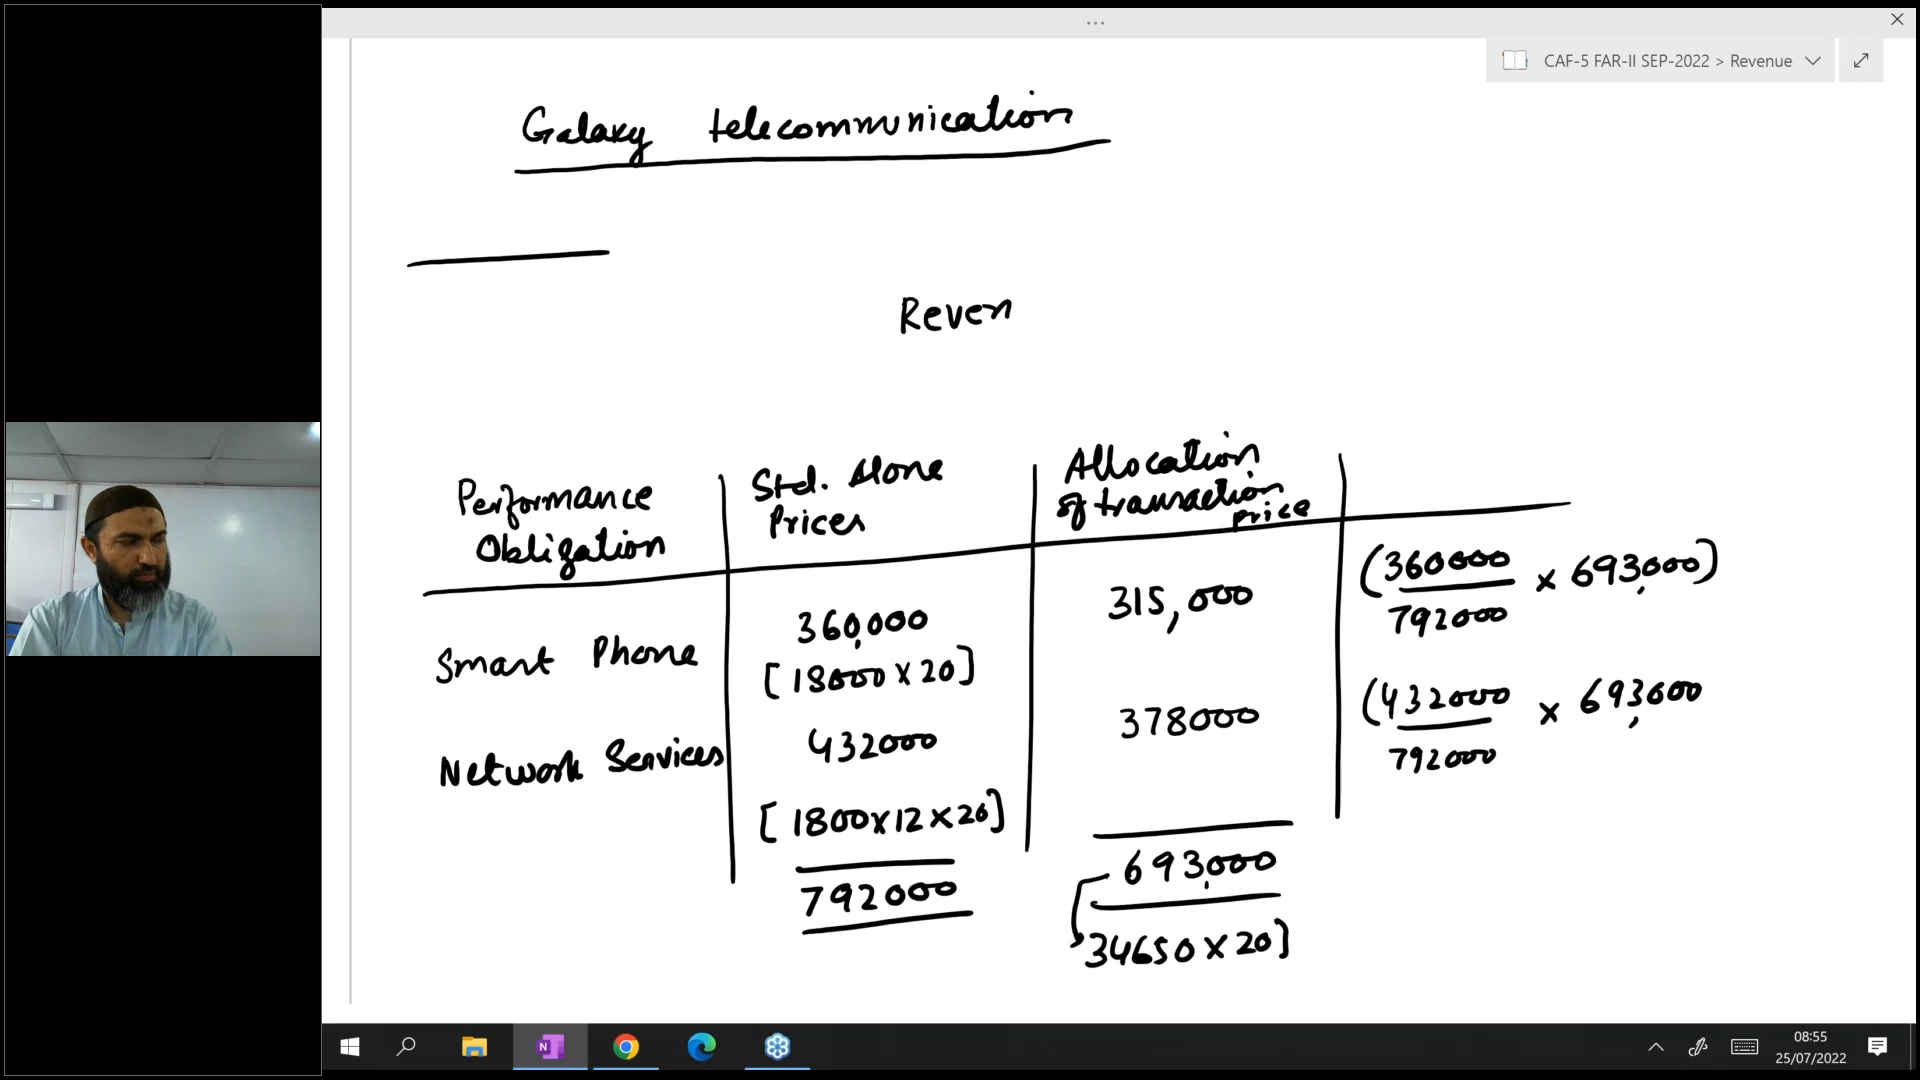 ...
CAF-5 FAR-II SEP-2022 > Revenue
Galaxy telecommunication
Reven
Performance Obligation | Std. Alone Prices | Allocation of transaction price
Smart Phone | 360,000 | 315,000 | (360000 / 792000 × 693,000)
[18000 × 20]
Network Services | 432000 | 378000 | (432000 / 792000 × 693,000
[1800 × 12 × 20]
792000 | 693,000
34650 × 20]
08:55
25/07/2022